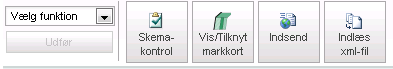 Vælg funktion
Udfør
Skema-
kontrol
Vis/Tilknyt
markkort
Indsend
Indlæs
xml-fil